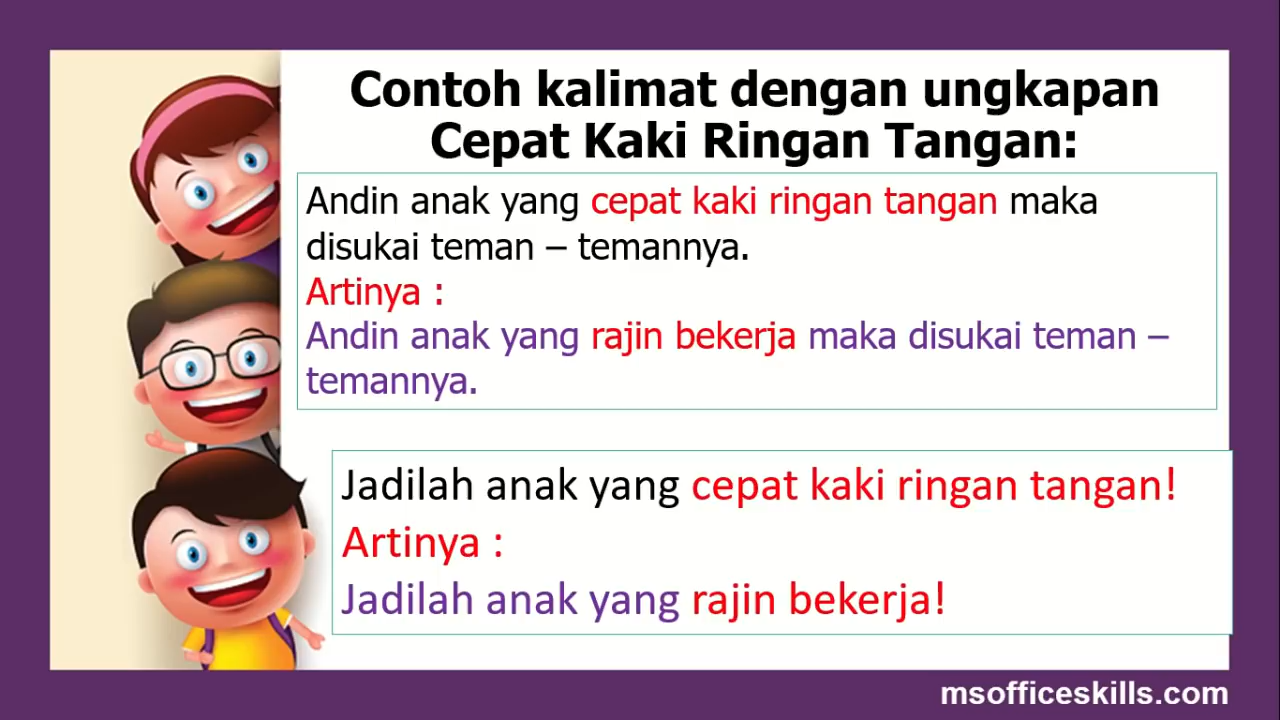 Contoh kalimat dengan ungkapan
Cepat Kaki Ringan Tangan:
Andin anak yang cepat kaki ringan tangan maka
disukai teman – temannya.
Artinya :
Andin anak yang rajin bekerja maka disukai teman –
temannya.
Jadilah anak yang cepat kaki ringan tangan!
Artinya :
Jadilah anak yang rajin bekerja!
msofficeskills.com